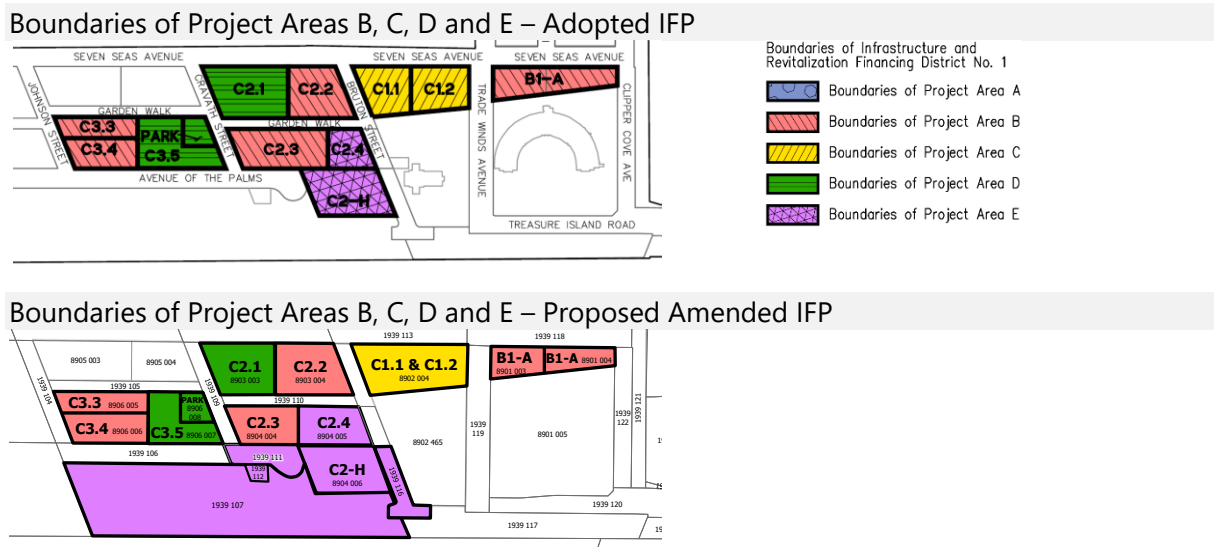 Boundaries of Project Areas B, C, D and E – Adopted IFP
SEVEN SEAS AVENUE
SEVEN SEAS AVENUE
SEVEN SEAS AVENUE
JOHNSON STREET
CRAVATH STREET
BRUTON STREET
TRADE WINDS AVENUE
CLIPPER COVE AVE
C2.1
C2.2
C1.1
C1.2
B1-A
GARDEN WALK
GARDEN WALK
C3.3
C3.4
PARK
C3.5
C2.3
C2.4
AVENUE OF THE PALMS
C2-H
TREASURE ISLAND ROAD
Boundaries of Infrastructure and
Revitalization Financing District No. 1
Boundaries of Project Area A
Boundaries of Project Area B
Boundaries of Project Area C
Boundaries of Project Area D
Boundaries of Project Area E
Boundaries of Project Areas B, C, D and E – Proposed Amended IFP
1939 113
1939 118
8905 003
8905 004
C2.1
8903 003
C2.2
8903 004
C1.1 & C1.2
8902 004
B1-A
8901 003
B1-A 8901 004
1939 104
1939 105
1939 109
1939 110
C3.3 8906 005
C3.4 8906 006
PARK
8906
008
C3.5 8906 007
C2.3
8904 004
C2.4
8904 005
8902 465
1939
119
8901 005
1939
122
1939 121
1939 106
1939 111
1939
112
C2-H
8904 006
1939 116
1939 107
1939 120
1939 117